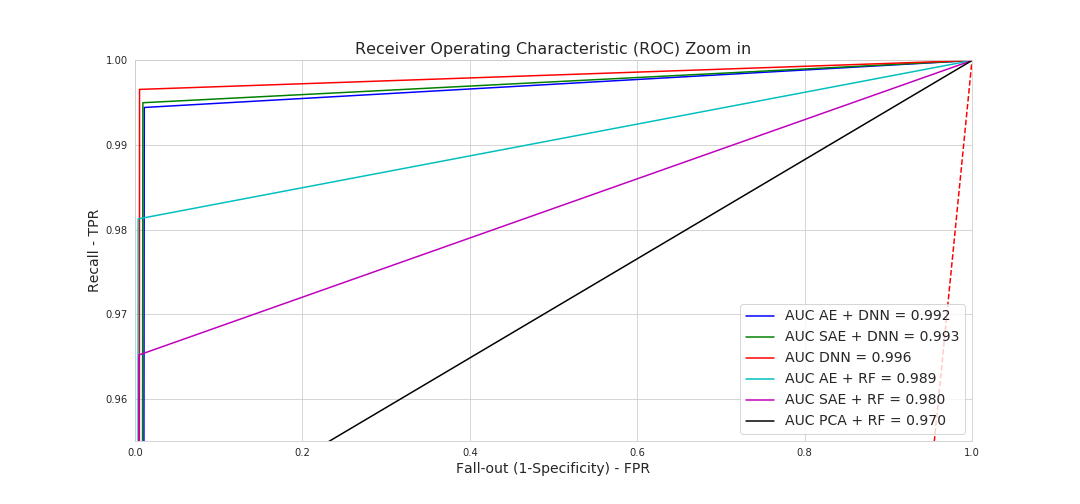 Receiver Operating Characteristic (ROC) Zoom in
1.00
0.99
0.98
0.97
0.96
Recall - TPR
AUC AE + DNN = 0.992
AUC SAE + DNN = 0.993
AUC DNN = 0.996
AUC AE + RF = 0.989
AUC SAE + RF = 0.980
AUC PCA + RF = 0.970
0.0 0.2 0.4 0.6 0.8 1.0
Fall-out (1-Specificity) - FPR